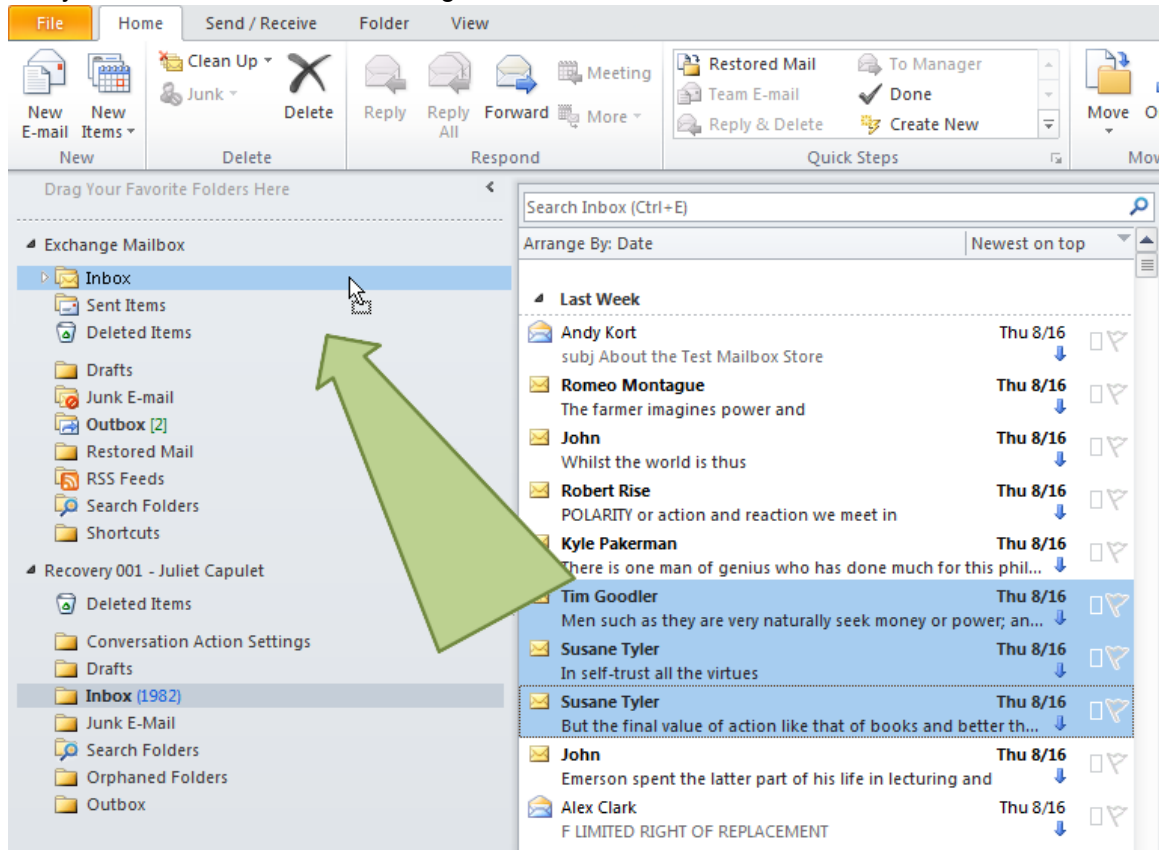 File Home Send / Receive Folder View
New E-mail
New Items
Clean Up
Junk
Delete
Reply
Reply All
Forward
Meeting
More
Restored Mail
To Manager
Team E-mail
Done
Reply & Delete
Create New
Move
New Delete Respond Quick Steps
Drag Your Favorite Folders Here
Exchange Mailbox
Inbox
Sent Items
Deleted Items
Drafts
Junk E-mail
Outbox [2]
Restored Mail
RSS Feeds
Search Folders
Shortcuts
Recovery 001 - Juliet Capulet
Deleted Items
Conversation Action Settings
Drafts
Inbox (1982)
Junk E-Mail
Search Folders
Orphaned Folders
Outbox
Search Inbox (Ctrl+E)
Arrange By: Date Newest on top
Last Week
Andy Kort Thu 8/16
subj About the Test Mailbox Store
Romeo Montague Thu 8/16
The farmer imagines power and
John Thu 8/16
Whilst the world is thus
Robert Rise Thu 8/16
POLARITY or action and reaction we meet in
Kyle Pakerman Thu 8/16
There is one man of genius who has done much for this phil...
Tim Goodler Thu 8/16
Men such as they are very naturally seek money or power; an...
Susane Tyler Thu 8/16
In self-trust all the virtues
Susane Tyler Thu 8/16
But the final value of action like that of books and better th...
John Thu 8/16
Emerson spent the latter part of his life in lecturing and
Alex Clark Thu 8/16
F LIMITED RIGHT OF REPLACEMENT